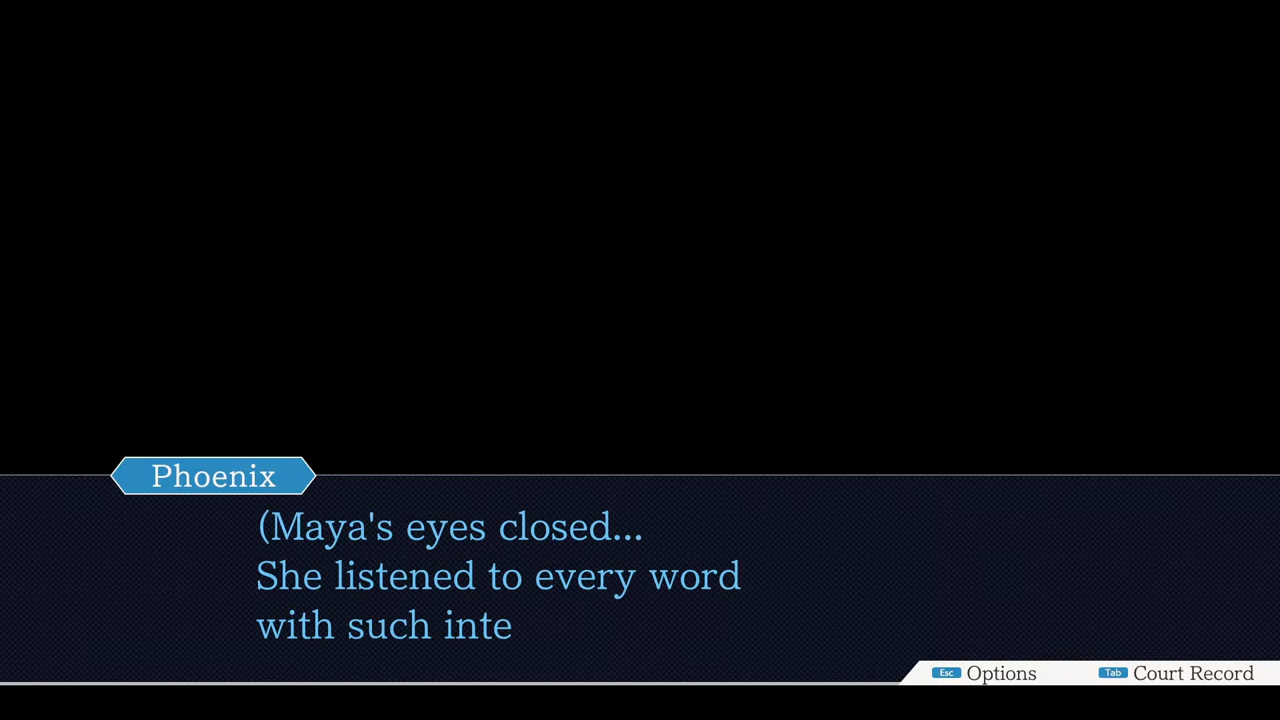 Phoenix
(Maya's eyes closed...
She listened to every word
with such inte
Esc Options Tab Court Record